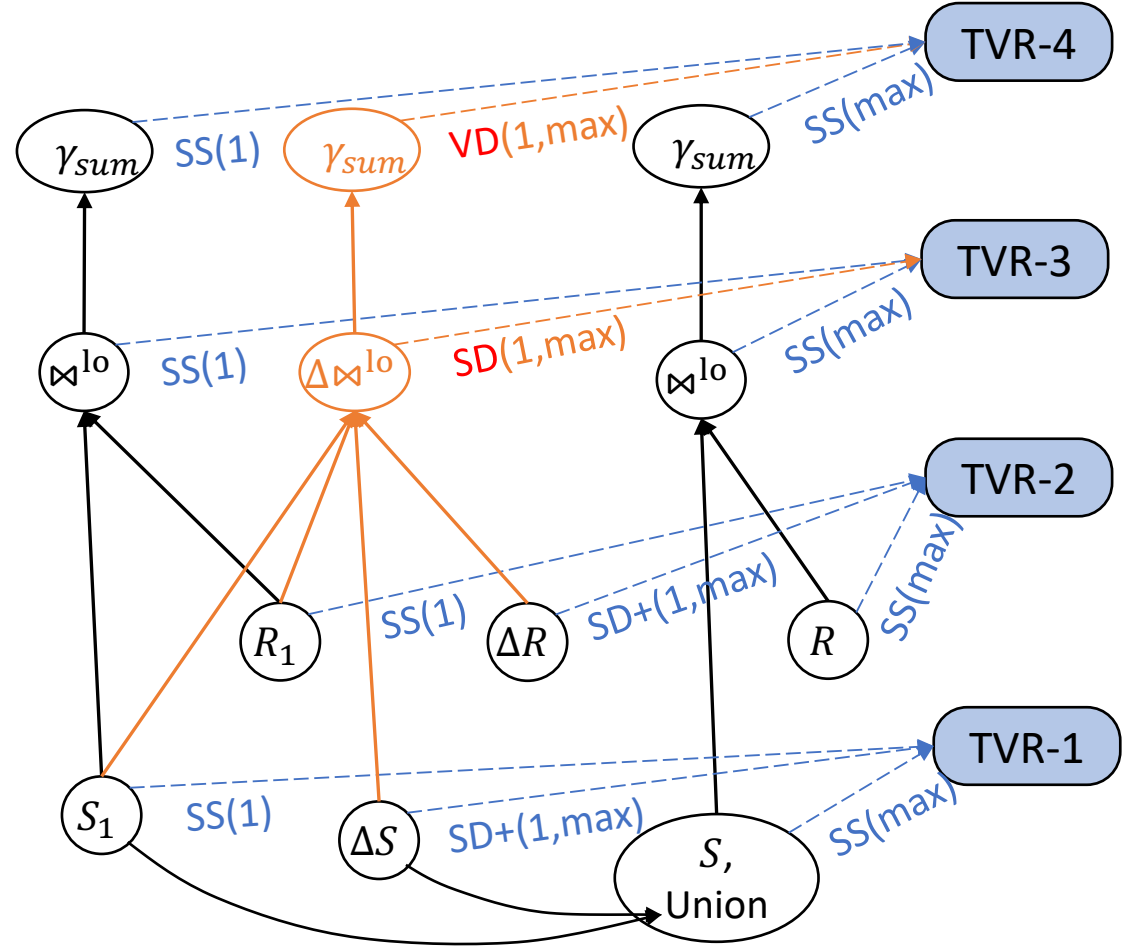 TVR-4
SS(max)
γsum
SS(1)
γsum
VD(1,max)
γsum
TVR-3
SS(max)
⋈lo
SS(1)
Δ⋈lo
SD(1,max)
⋈lo
TVR-2
SS(max)
R1
SS(1)
ΔR
SD+(1,max)
R
TVR-1
S1
SS(1)
ΔS
SD+(1,max)
S,
Union
SS(max)